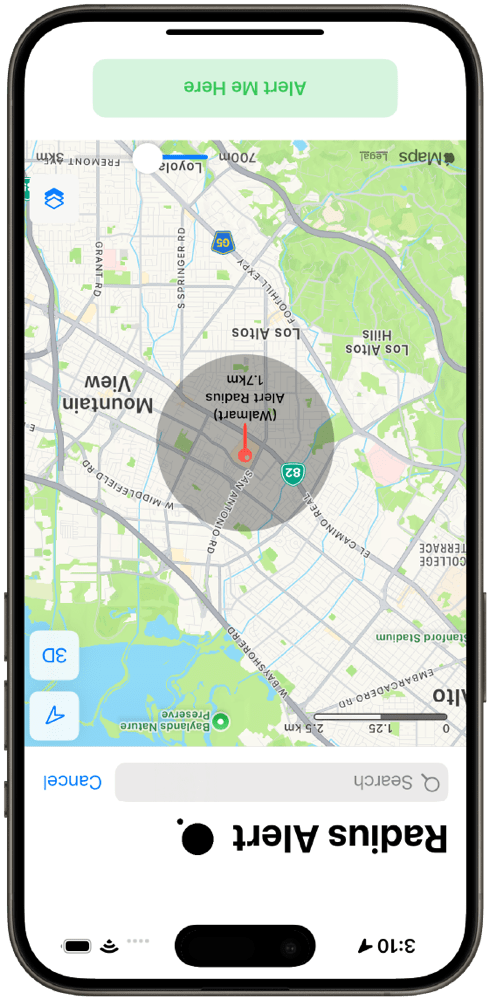 3:10
Radius Alert
Search
Cancel
0
1.25
2.5 km
Alto
Baylands Nature
Preserve
EMBARCADERO RD
W BAYSHORE RD
3D
Stanford Stadium
COLLEGE
TERRACE
EL CAMINO REAL
SAN ANTONIO RD
W MIDDLEFIELD RD
82
E
(Walmart)
Alert Radius
1.7km
Mountain
View
Los Altos
Hills
Los Altos
FOOTHILL EXPY
G5
S SPRINGER RD
GRANT RD
FREMONT AVE
Loyola
Maps
Legal
700m
3km
Alert Me Here